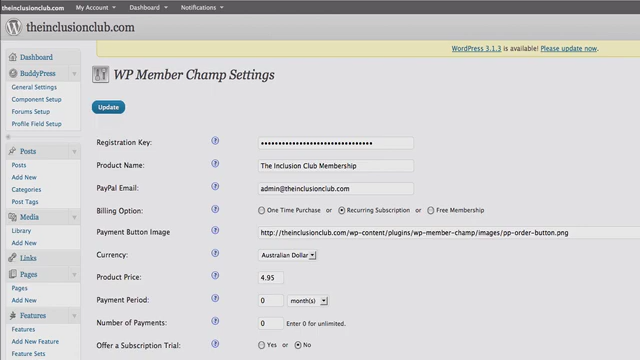 theinclusionclub.com My Account Dashboard Notifications
theinclusionclub.com
WordPress 3.1.3 is available! Please update now.
Dashboard
BuddyPress
General Settings
Component Setup
Forums Setup
Profile Field Setup
Posts
Posts
Add New
Categories
Post Tags
Media
Library
Add New
Links
Pages
Pages
Add New
Features
Features
Add New Feature
Tiers and Sets
WP Member Champ Settings
Update
Registration Key: ? ••••••••••••••••••••••••••••••••
Product Name: ? The Inclusion Club Membership
PayPal Email: ? admin@theinclusionclub.com
Billing Option: ? One Time Purchase or Recurring Subscription or Free Membership
Payment Button Image ? http://theinclusionclub.com/wp-content/plugins/wp-member-champ/images/pp-order-button.png
Currency: ? Australian Dollar
Product Price: ? 4.95
Payment Period: ? 0 month(s)
Number of Payments: ? 0 Enter 0 for unlimited.
Offer a Subscription Trial: ? Yes or No